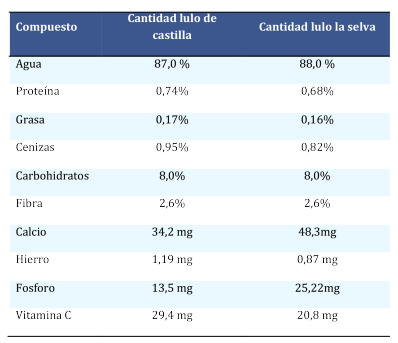 Compuesto Cantidad lulo de castilla Cantidad lulo la selva
Agua 87,0 % 88,0 %
Proteína 0,74% 0,68%
Grasa 0,17% 0,16%
Cenizas 0,95% 0,82%
Carbohidratos 8,0% 8,0%
Fibra 2,6% 2,6%
Calcio 34,2 mg 48,3mg
Hierro 1,19 mg 0,87 mg
Fosforo 13,5 mg 25,22mg
Vitamina C 29,4 mg 20,8 mg